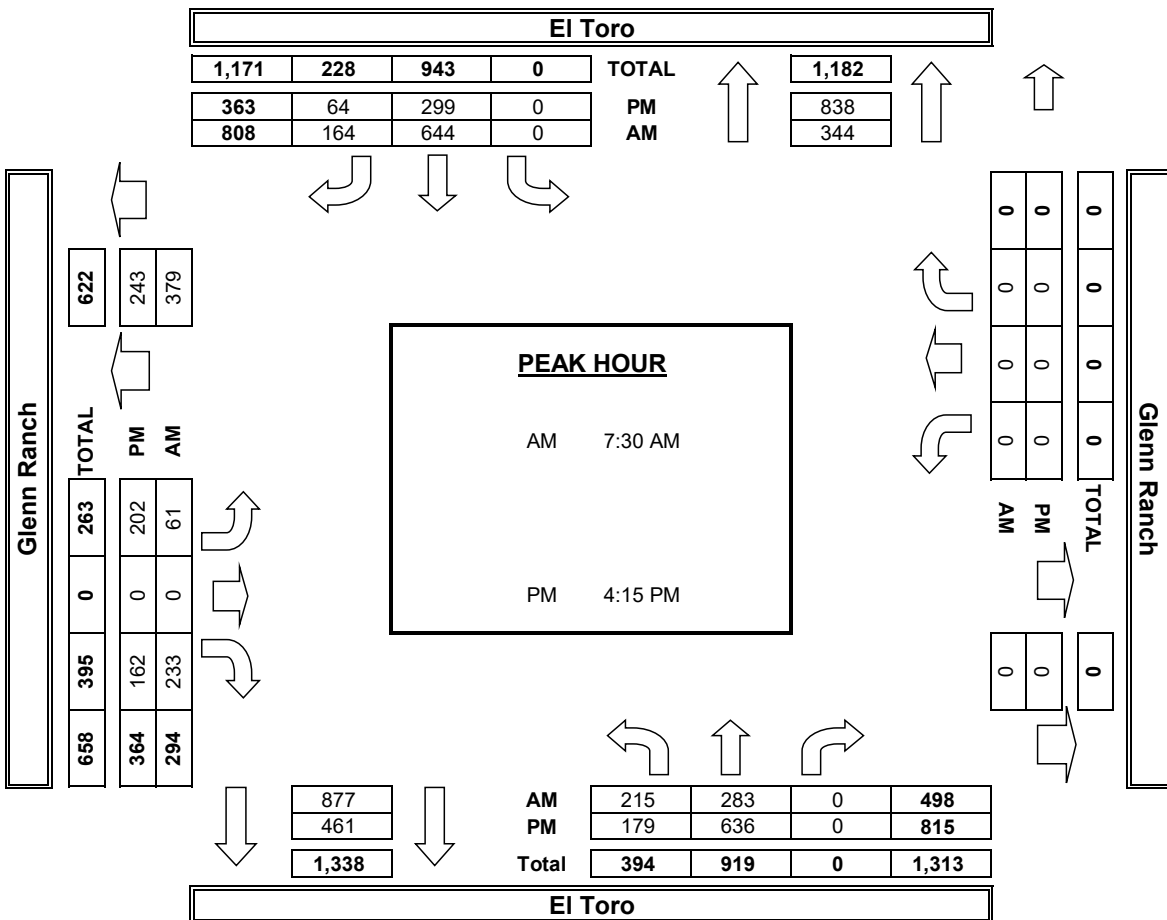 El Toro
1,171 228 943 0 TOTAL 1,182
363 64 299 0 PM 838
808 164 644 0 AM 344
Glenn Ranch
622 243 379
TOTAL PM AM
263 202 61
0 0 0
395 162 233
658 364 294
PEAK HOUR
AM 7:30 AM
PM 4:15 PM
0 0 0
0 0 0
0 0 0
0 0 0
AM PM TOTAL
0 0 0
Glenn Ranch
877 AM 215 283 0 498
461 PM 179 636 0 815
1,338 Total 394 919 0 1,313
El Toro